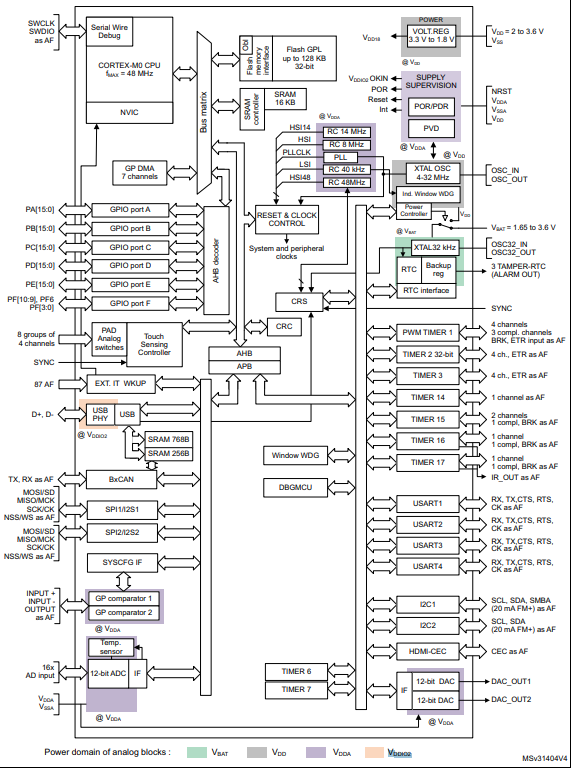 SWCLK
SWDIO
as AF
Serial Wire
Debug
CORTEX-M0 CPU
fMAX = 48 MHz
NVIC
Bus matrix
Obl
Flash
memory
interface
Flash GPL
up to 128 KB
32-bit
SRAM
controller
SRAM
16 KB
GP DMA
7 channels
POWER
VOLT.REG
3.3 V to 1.8 V
VDD18
VDD = 2 to 3.6 V
VSS
@ VDD
VDDIO2 OKIN
POR
Reset
Int
SUPPLY
SUPERVISION
POR/PDR
PVD
NRST
VDDA
VSSA
VDD
@ VDDA
HSI14
HSI
PLLCLK
LSI
HSI48
RC 14 MHz
RC 8 MHz
PLL
RC 40 kHz
RC 48MHz
@ VDDA
@ VDD
XTAL OSC
4-32 MHz
Ind. Window WDG
OSC_IN
OSC_OUT
Power
Controller
VDD
VBAT = 1.65 to 3.6 V
@ VBAT
XTAL32 kHz
OSC32_IN
OSC32_OUT
RTC
Backup
reg
3 TAMPER-RTC
(ALARM OUT)
RTC interface
RESET & CLOCK
CONTROL
System and peripheral
clocks
PA[15:0]
GPIO port A
PB[15:0]
GPIO port B
PC[15:0]
GPIO port C
PD[15:0]
GPIO port D
PE[15:0]
GPIO port E
PF[10:9], PF6
PF[3:0]
GPIO port F
AHB decoder
CRS
SYNC
CRC
8 groups of
4 channels
PAD
Analog
switches
Touch
Sensing
Controller
SYNC
AHB
APB
87 AF
EXT. IT WKUP
D+, D-
USB
PHY
USB
@ VDDIO2
SRAM 768B
SRAM 256B
TX, RX as AF
BxCAN
MOSI/SD
MISO/MCK
SCK/CK
NSS/WS as AF
SPI1/I2S1
MOSI/SD
MISO/MCK
SCK/CK
NSS/WS as AF
SPI2/I2S2
SYSCFG IF
INPUT +
INPUT -
OUTPUT
as AF
GP comparator 1
GP comparator 2
@ VDDA
Temp.
sensor
16x
AD input
12-bit ADC
IF
VDDA
VSSA
@ VDDA
PWM TIMER 1
4 channels
3 compl. channels
BRK, ETR input as AF
TIMER 2 32-bit
4 ch., ETR as AF
TIMER 3
4 ch., ETR as AF
TIMER 14
1 channel as AF
TIMER 15
2 channels
1 compl, BRK as AF
TIMER 16
1 channel
1 compl, BRK as AF
TIMER 17
1 channel
1 compl, BRK as AF
IR_OUT as AF
Window WDG
DBGMCU
USART1
RX, TX,CTS, RTS,
CK as AF
USART2
RX, TX,CTS, RTS,
CK as AF
USART3
RX, TX,CTS, RTS,
CK as AF
USART4
RX, TX,CTS, RTS,
CK as AF
I2C1
SCL, SDA, SMBA
(20 mA FM+) as AF
I2C2
SCL, SDA
(20 mA FM+) as AF
HDMI-CEC
CEC as AF
TIMER 6
TIMER 7
IF
12-bit DAC
12-bit DAC
DAC_OUT1
DAC_OUT2
@ VDDA
Power domain of analog blocks :
VBAT
VDD
VDDA
VDDIO2
MSv31404V4